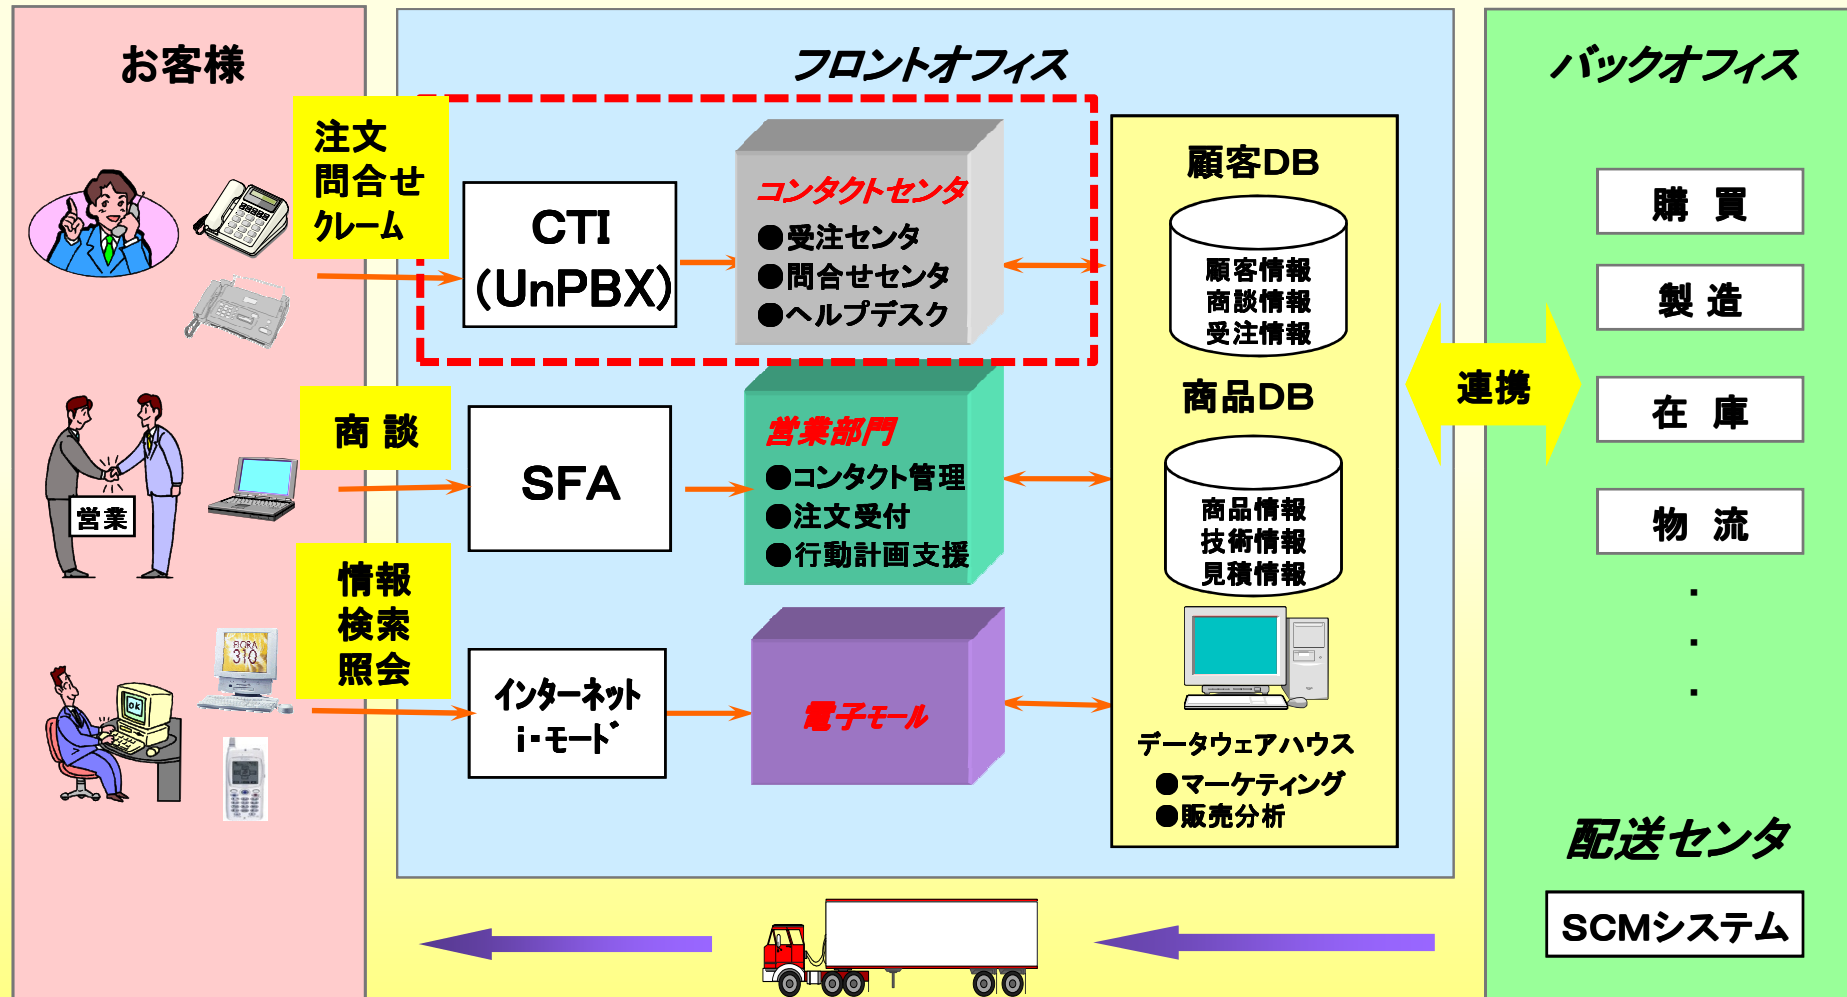 お客様
注文
問合せ
クレーム
営業
商談
情報
検索
照会
FLORA
310
OK
フロントオフィス
CTI
(UnPBX)
コンタクトセンタ
●受注センタ
●問合せセンタ
●ヘルプデスク
SFA
営業部門
●コンタクト管理
●注文受付
●行動計画支援
インターネット
i・モード
電子モール
顧客DB
顧客情報
商談情報
受注情報
商品DB
商品情報
技術情報
見積情報
データウェアハウス
●マーケティング
●販売分析
連携
バックオフィス
購買
製造
在庫
物流
・
・
・
配送センタ
SCMシステム